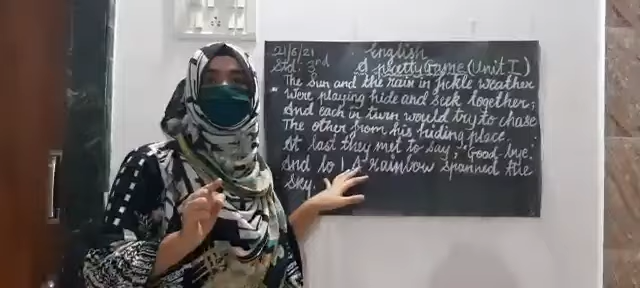 21/6/21 English
Std: 3rd A pretty Game (Unit I)
The Sun and the rain in fickle weather
Were playing hide and seek together;
And each in turn would try to chase
The other from his hiding place.
At last they met to say, "Good-bye"
And lo! A rainbow spanned the
Sky.